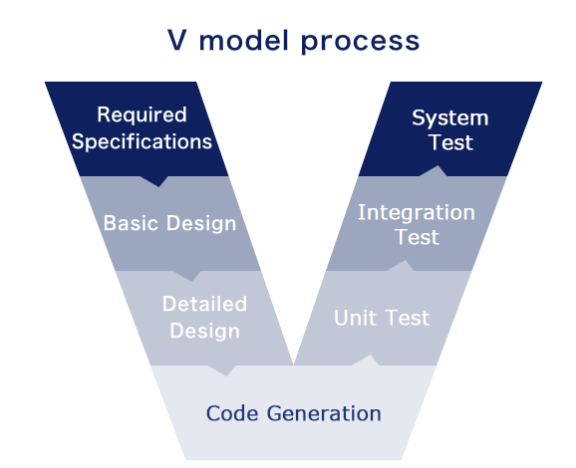 V model process
Required
Specifications
Basic Design
Detailed
Design
Code Generation
Unit Test
Integration
Test
System
Test